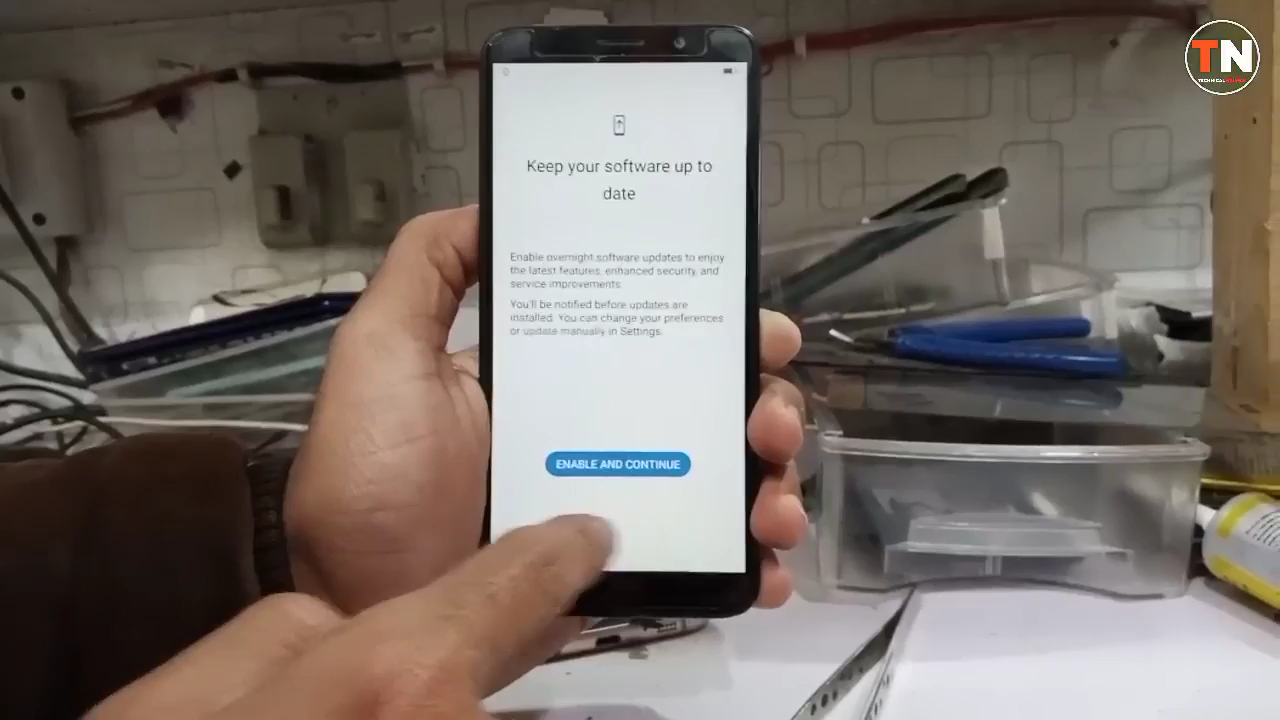 TN
TECHNICAL
Keep your software up to
date
Enable overnight software updates to enjoy
the latest features, enhanced security, and
service improvements.
You'll be notified before updates are
installed. You can change your preferences
or update manually in Settings.
ENABLE AND CONTINUE